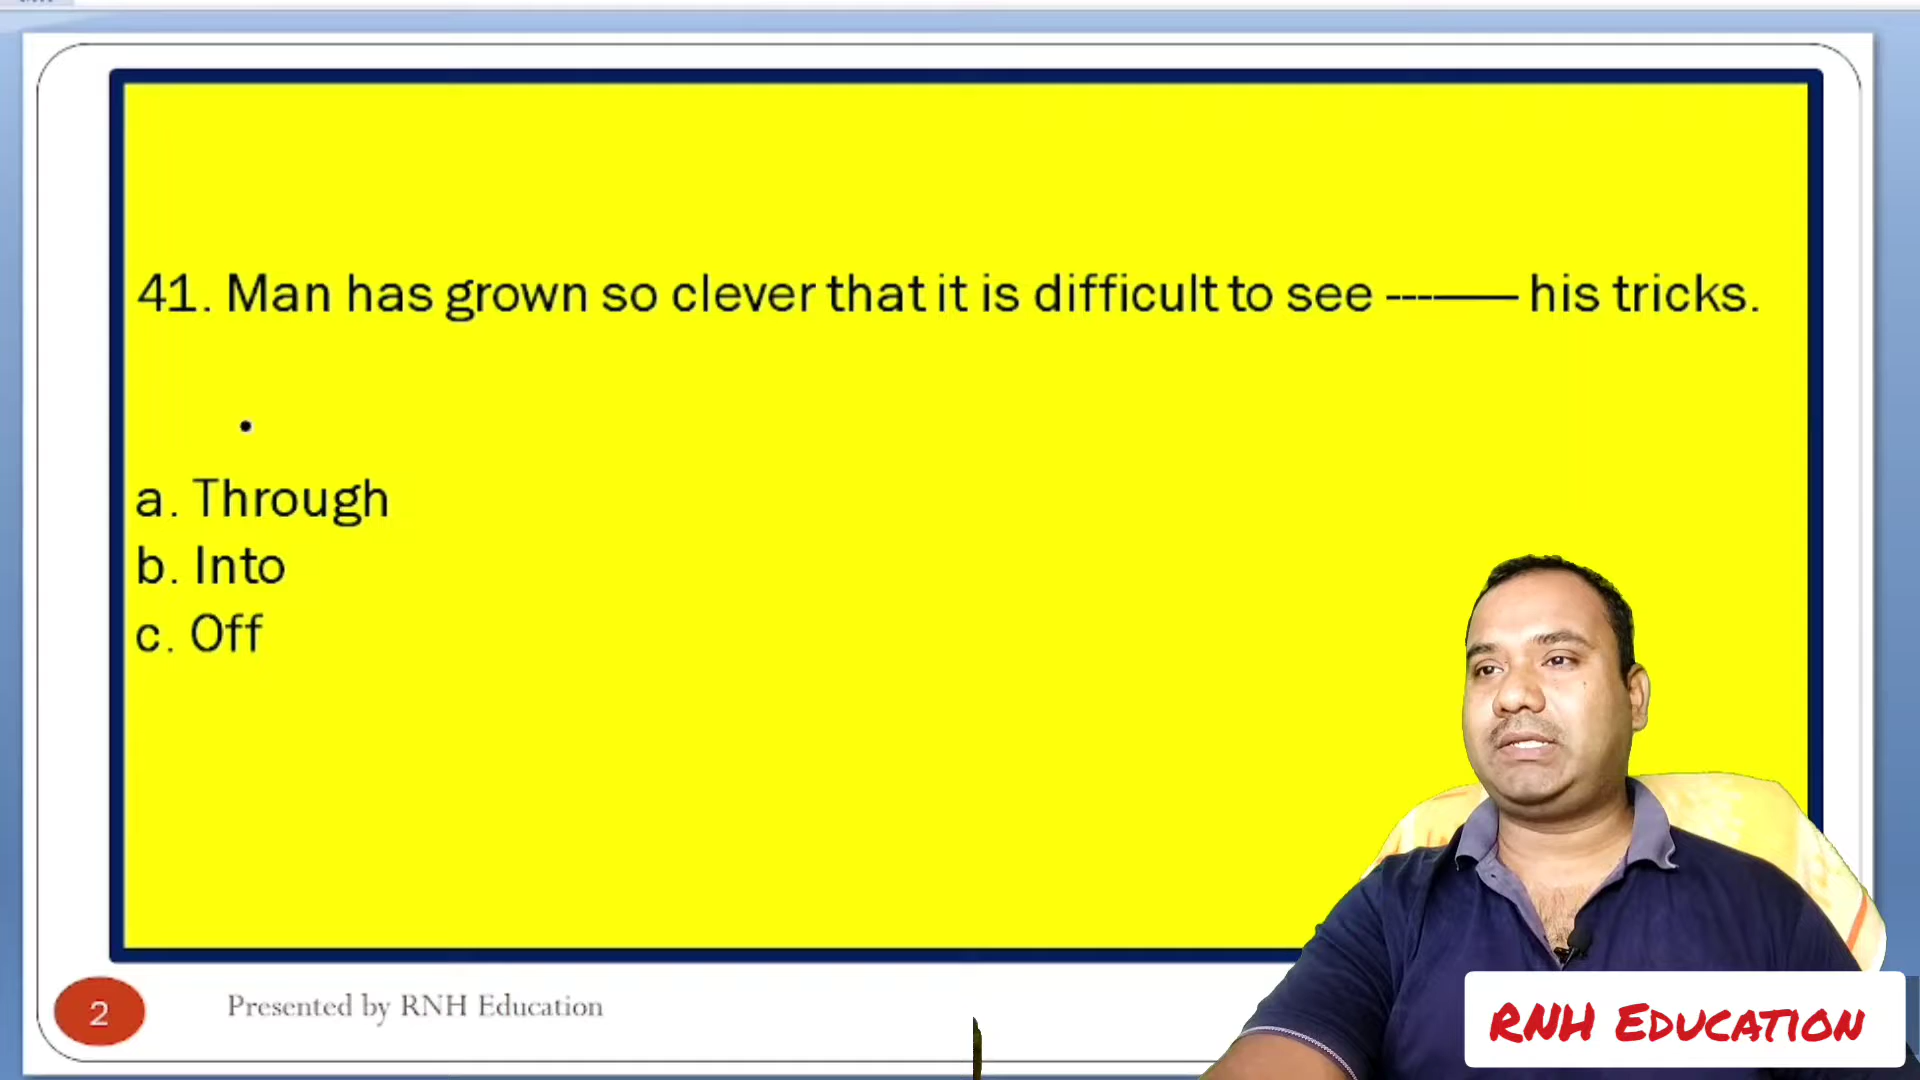 41. Man has grown so clever that it is difficult to see ---—— his tricks.
•
a. Through
b. Into
c. Off
2
Presented by RNH Education
RNH EDUCATION